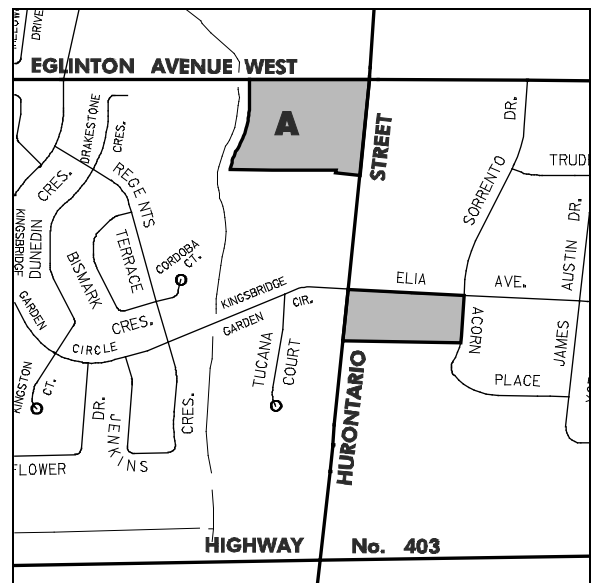 DRIVE
EGLINTON AVENUE WEST
A
STREET
DR.
DRAKESTONE
CRES.
TRUD
CRES.
REGENTS
SORRENTO
DR.
KINGSBRIDGE
DUNEDIN
TERRACE
CORDOBA
CT.
AUSTIN
BISMARK
ELIA AVE.
KINGSBRIDGE
GARDEN
CIR.
GARDEN
CRES.
ACORN
JAMES
CIRCLE
TUCANA
COURT
KINGSTON
CT.
PLACE
HURONTARIO
DR.
JENKINS
CRES.
FLOWER
HIGHWAY No. 403